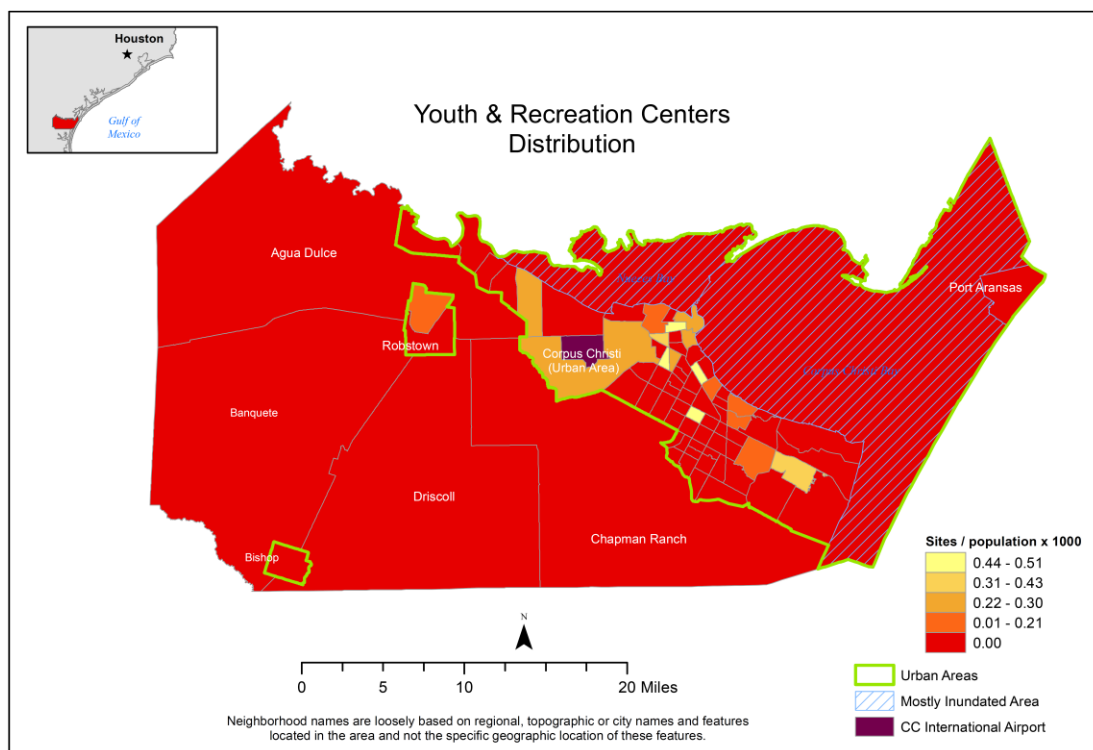 Houston
Gulf of
Mexico
Youth & Recreation Centers
Distribution
Agua Dulce
Port Aransas
Robstown
Corpus Christi
(Urban Area)
Corpus Christi Bay
Banquete
Driscoll
Chapman Ranch
Bishop
Sites / population x 1000
0.44 - 0.51
0.31 - 0.43
0.22 - 0.30
0.01 - 0.21
0.00
N
0 5 10 20 Miles
Urban Areas
Mostly Inundated Area
CC International Airport
Neighborhood names are loosely based on regional, topographic or city names and features
located in the area and not the specific geographic location of these features.